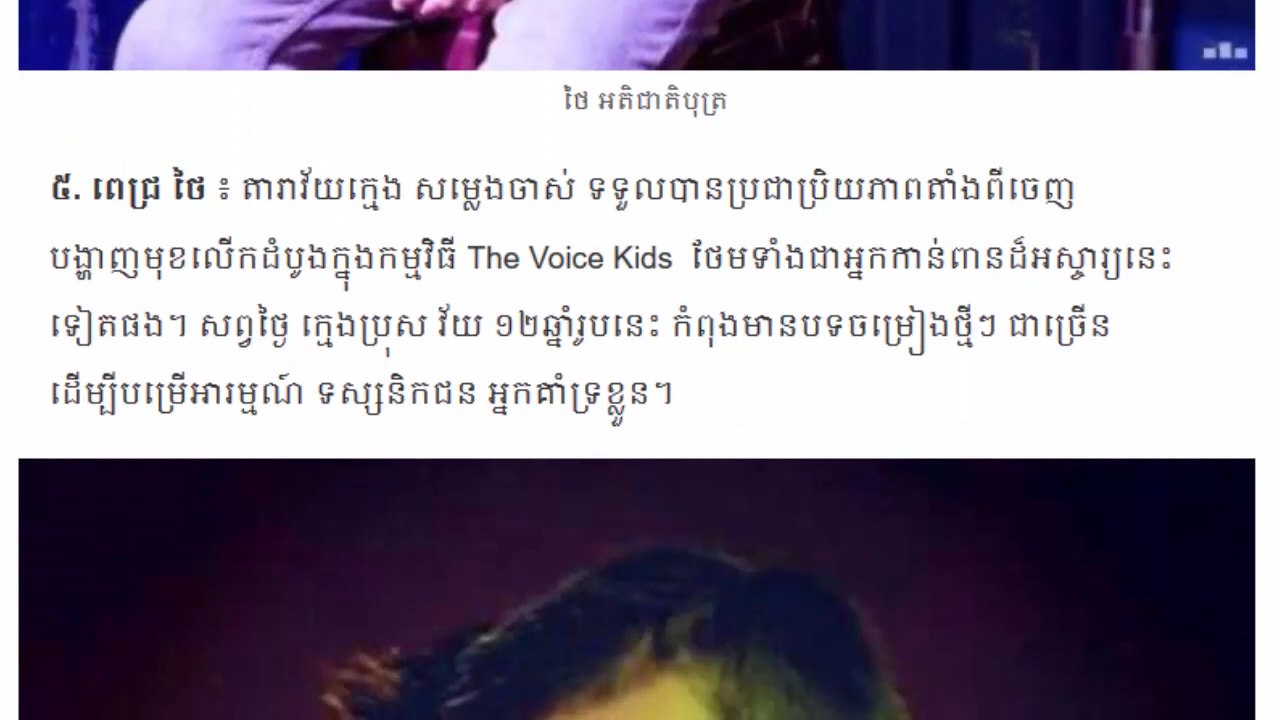 ថៃ អតិជាតិបុត្រ
៥. ពេជ្រ ថៃ ៖ តារាវ័យក្មេង សម្លេងចាស់ ទទួលបានប្រជាប្រិយភាពតាំងពីចេញ
បង្ហាញមុខលើកដំបូងក្នុងកម្មវិធី The Voice Kids ថែមទាំងជាអ្នកកាន់ពានដ៏អស្ចារ្យនេះ
ទៀតផង។ សព្វថ្ងៃ ក្មេងប្រុស វ័យ ១២ឆ្នាំរូបនេះ កំពុងមានបទចម្រៀងថ្មីៗ ជាច្រើន
ដើម្បីបម្រើអារម្មណ៍ ទស្សនិកជន អ្នកគាំទ្រខ្លួន។